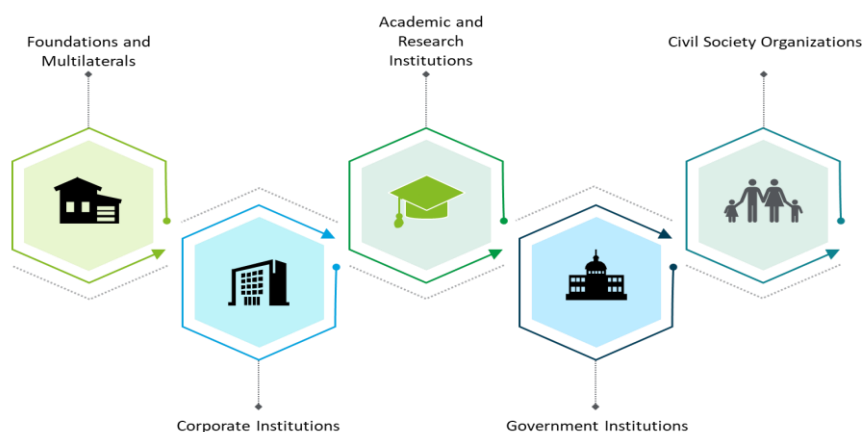 Foundations and
Multilaterals
Academic and
Research
Institutions
Civil Society Organizations
Corporate Institutions
Government Institutions